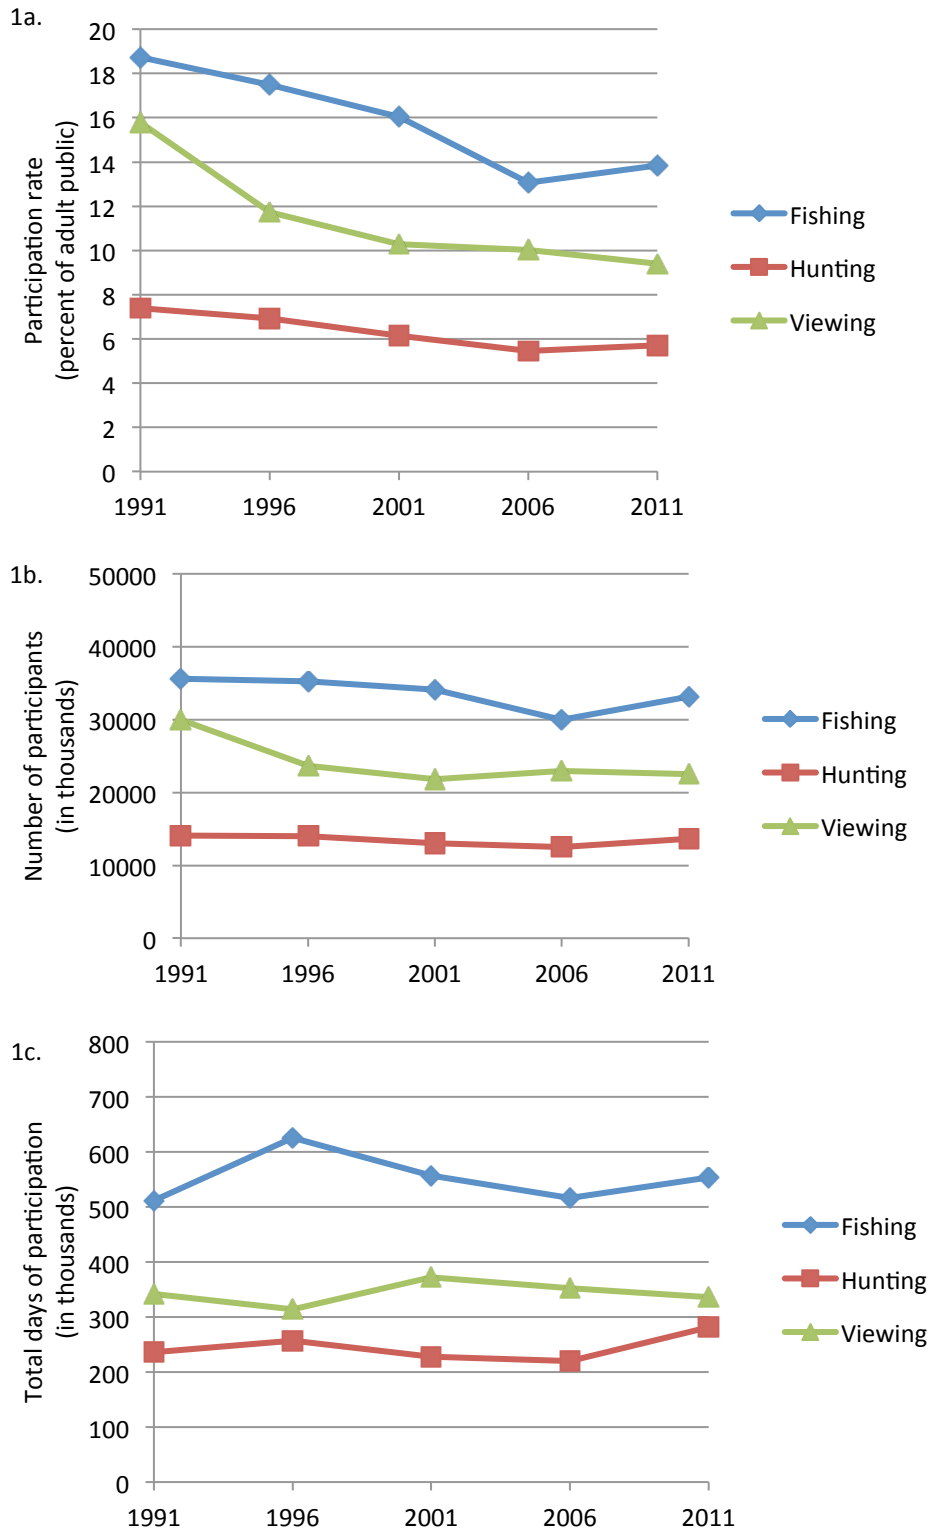 1a.
Participation rate
(percent of adult public)
20
18
16
14
12
10
8
6
4
2
0
1991 1996 2001 2006 2011
Fishing
Hunting
Viewing
1b.
Number of participants
(in thousands)
50000
40000
30000
20000
10000
0
1991 1996 2001 2006 2011
Fishing
Hunting
Viewing
1c.
Total days of participation
(in thousands)
800
700
600
500
400
300
200
100
0
1991 1996 2001 2006 2011
Fishing
Hunting
Viewing